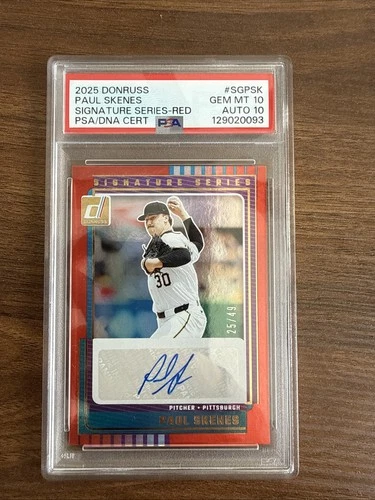 2025 DONRUSS #SGPSK
PAUL SKENES GEM MT 10
SIGNATURE SERIES-RED AUTO 10
PSA/DNA CERT PSA 129020093
SIGNATURE SERIES
d
30
25/49
PITCHER • PITTSBURGH
PAUL SKENES